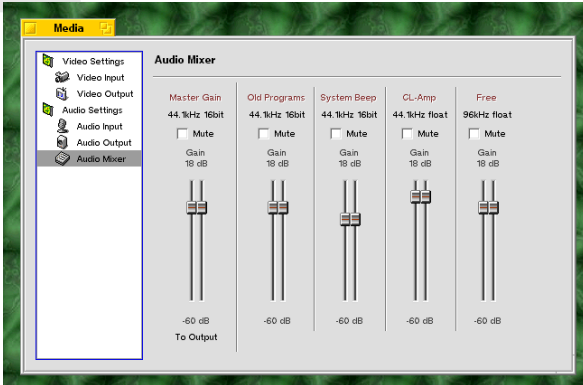 Media
Video Settings
Video Input
Video Output
Audio Settings
Audio Input
Audio Output
Audio Mixer
Audio Mixer
Master Gain
44.1kHz 16bit
Mute
Gain
18 dB
-60 dB
To Output
Old Programs
44.1kHz 16bit
Mute
Gain
18 dB
-60 dB
System Beep
44.1kHz 16bit
Mute
Gain
18 dB
-60 dB
CL-Amp
44.1kHz float
Mute
Gain
18 dB
-60 dB
Free
96kHz float
Mute
Gain
18 dB
-60 dB